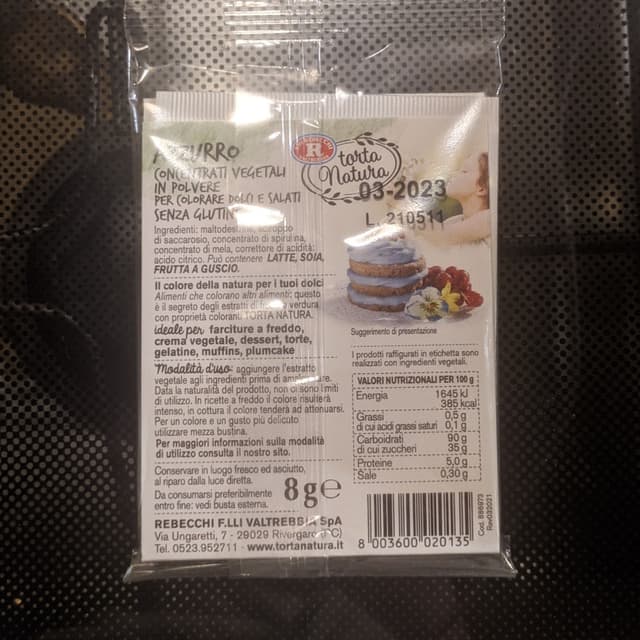 AZZURRO
CONCENTRATI VEGETALI
IN POLVERE
PER COLORARE DOLCI E SALATI
SENZA GLUTINE
Ingredienti: maltodestrine, sciroppo
di saccarosio, concentrato di spirulina,
concentrato di mela, correttore di acidità:
acido citrico. Può contenere LATTE, SOIA,
FRUTTA A GUSCIO.
Il colore della natura per i tuoi dolci
Alimenti che colorano altri alimenti: questo
è il segreto degli estratti di frutta e verdura
con proprietà coloranti TORTA NATURA.
ideale per farciture a freddo,
crema vegetale, dessert, torte,
gelatine, muffins, plumcake
Modalità d'uso: aggiungere l'estratto
vegetale agli ingredienti prima di amalgamare.
Data la naturalità del prodotto, non ci sono limiti
di utilizzo. In ricette a freddo il colore risulterà
intenso, in cottura il colore tenderà ad attenuarsi.
Per un colore e un gusto più delicato
utilizzare mezza bustina.
Per maggiori informazioni sulla modalità
di utilizzo consulta il nostro sito.
Conservare in luogo fresco ed asciutto,
al riparo dalla luce diretta.
Da consumarsi preferibilmente
entro fine: vedi busta esterna.
8 g e
REBECCHI F.LLI VALTREBBIA SpA
Via Ungaretti, 7 - 29029 Rivergaro (PC)
Tel. 0523.952711 - www.tortanatura.it
R
torta
Natura
03-2023
L 210511
Suggerimento di presentazione
I prodotti raffigurati in etichetta sono
realizzati con ingredienti vegetali.
VALORI NUTRIZIONALI PER 100 g
Energia 1645 kJ
385 kcal
Grassi 0,5 g
di cui acidi grassi saturi 0,1 g
Carboidrati 90 g
di cui zuccheri 35 g
Proteine 5,0 g
Sale 0,30 g
8 003600 020135